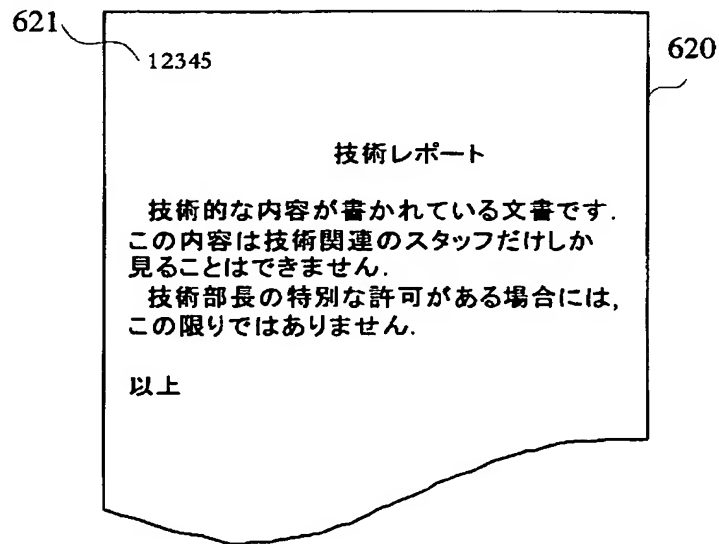 621
12345
620
技術レポート
技術的な内容が書かれている文書です.
この内容は技術関連のスタッフだけしか
見ることはできません.
技術部長の特別な許可がある場合には,
この限りではありません.
以上